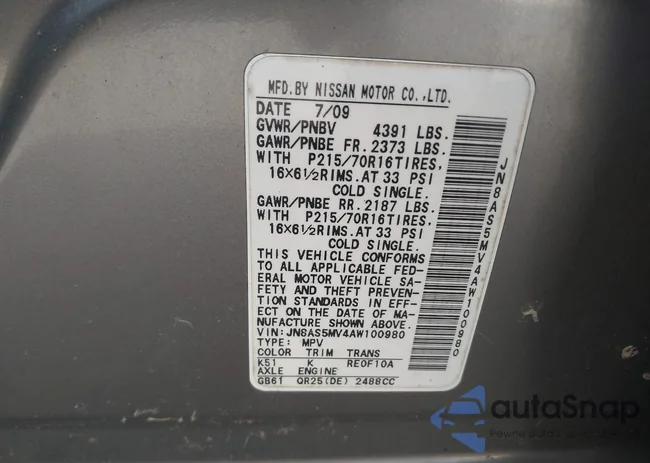 MFD.BY NISSAN MOTOR CO.,LTD.
DATE 7/09
GVWR/PNBV 4391 LBS.
GAWR/PNBE FR. 2373 LBS.
WITH P215/70R16TIRES,
16X6½RIMS.AT 33 PSI
COLD SINGLE.
GAWR/PNBE RR. 2187 LBS.
WITH P215/70R16TIRES,
16X6½RIMS.AT 33 PSI
COLD SINGLE.
THIS VEHICLE CONFORMS
TO ALL APPLICABLE FED-
ERAL MOTOR VEHICLE SA-
FETY AND THEFT PREVEN-
TION STANDARDS IN EFF-
ECT ON THE DATE OF MA-
NUFACTURE SHOWN ABOVE.
VIN:JN8AS5MV4AW100980
TYPE: MPV
COLOR TRIM TRANS
K51 K RE0F10A
AXLE ENGINE
GB61 QR25(DE) 2488CC
JN8AS5MV4AW100980
autaSnap
Pewne auta